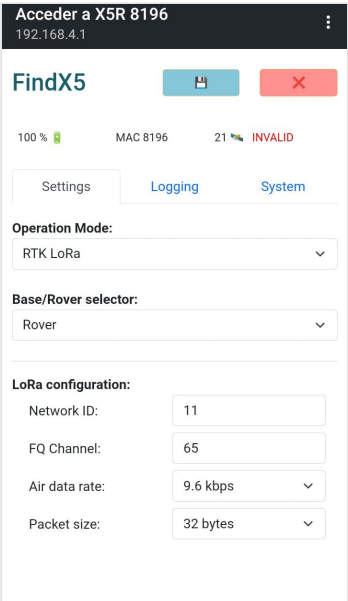 Acceder a X5R 8196
192.168.4.1
FindX5
100 % MAC 8196 21 INVALID
Settings Logging System
Operation Mode:
RTK LoRa
Base/Rover selector:
Rover
LoRa configuration:
Network ID: 11
FQ Channel: 65
Air data rate: 9.6 kbps
Packet size: 32 bytes